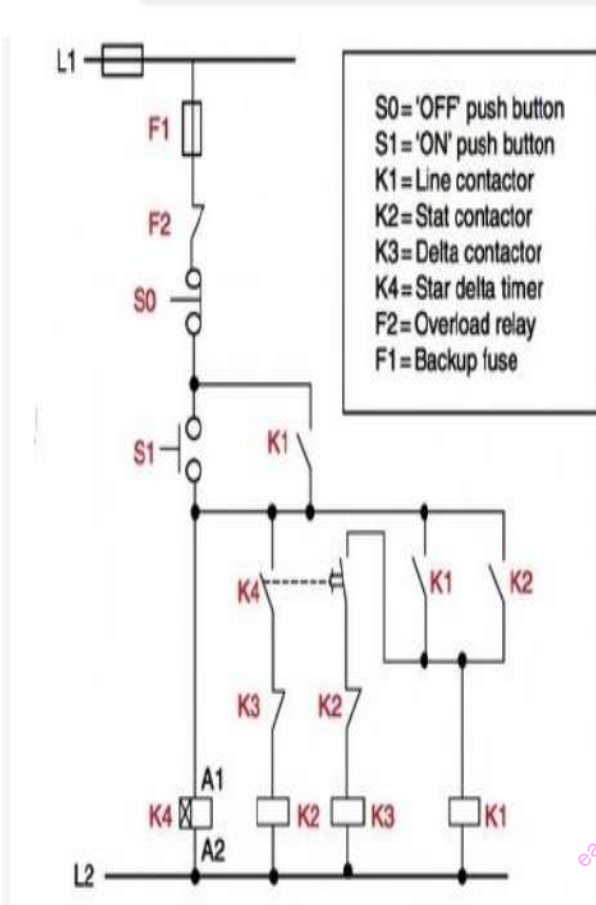 L1
F1
F2
S0
S1
K1
S0='OFF' push button
S1='ON' push button
K1=Line contactor
K2=Stat contactor
K3=Delta contactor
K4=Star delta timer
F2=Overload relay
F1=Backup fuse
K4
K1
K2
K3
K2
A1
K4
K2
K3
K1
A2
L2